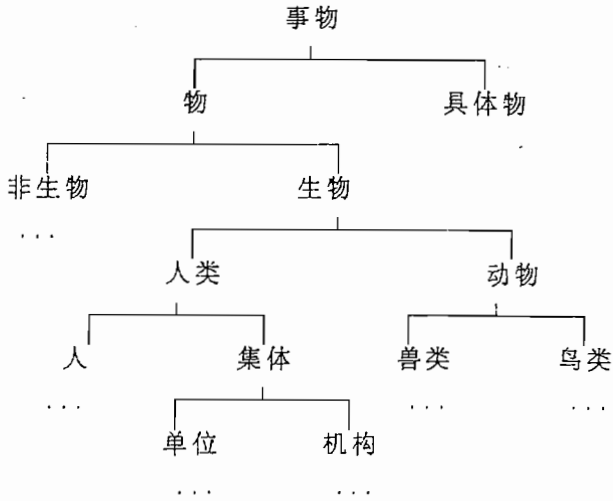 事物
物 具体物
非生物 生物
...
人类 动物
人 集体 兽类 鸟类
... ... ...
单位 机构
... ...